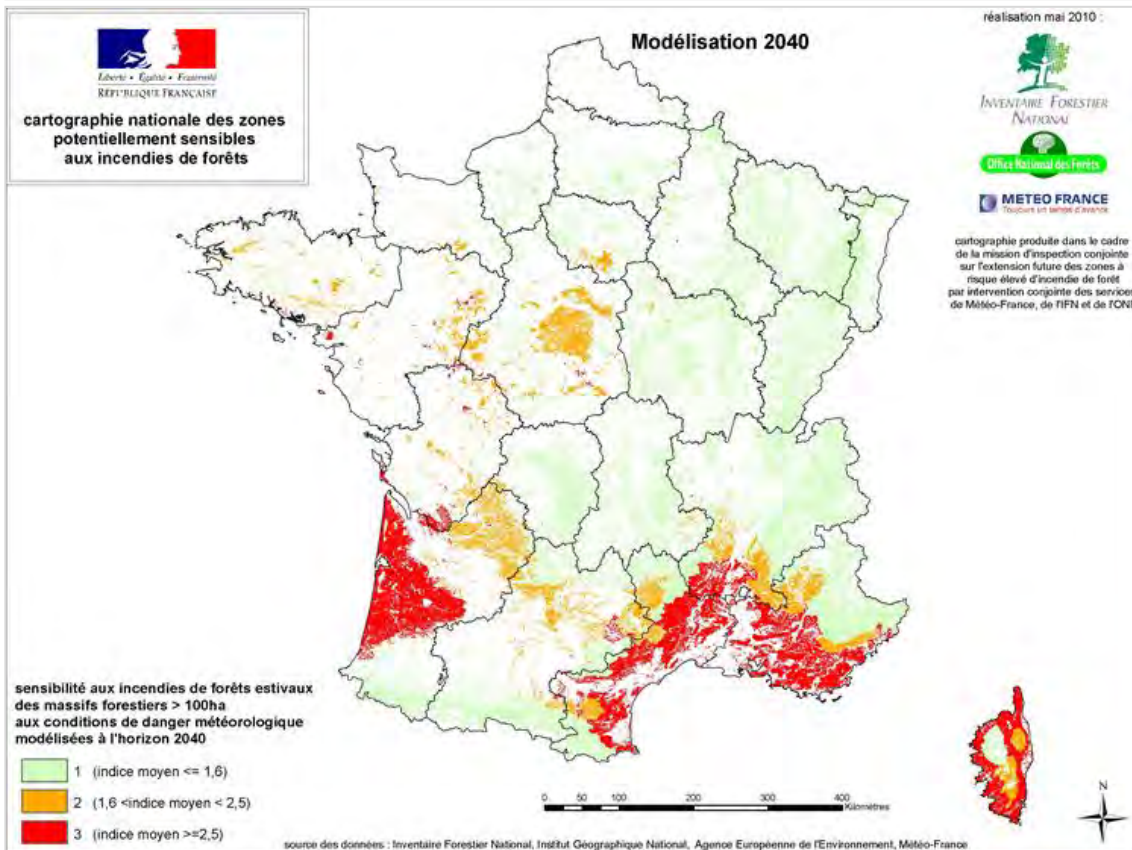 Liberté • Égalité • Fraternité
RÉPUBLIQUE FRANÇAISE
cartographie nationale des zones
potentiellement sensibles
aux incendies de forêts
Modélisation 2040
réalisation mai 2010 :
INVENTAIRE FORESTIER
NATIONAL
Office National des Forêts
METEO FRANCE
Toujours un temps d'avance
cartographie produite dans le cadre
de la mission d'inspection conjointe
sur l'extension future des zones à
risque élevé d'incendie de forêt
par intervention conjointe des services
de Météo-France, de l'IFN et de l'ON
sensibilité aux incendies de forêts estivaux
des massifs forestiers > 100ha
aux conditions de danger météorologique
modélisées à l'horizon 2040
1 (indice moyen <= 1,6)
2 (1,6 <indice moyen < 2,5)
3 (indice moyen >=2,5)
0 50 100 200 300 400
Kilomètres
N
source des données : Inventaire Forestier National, Institut Géographique National, Agence Européenne de l'Environnement, Météo-France